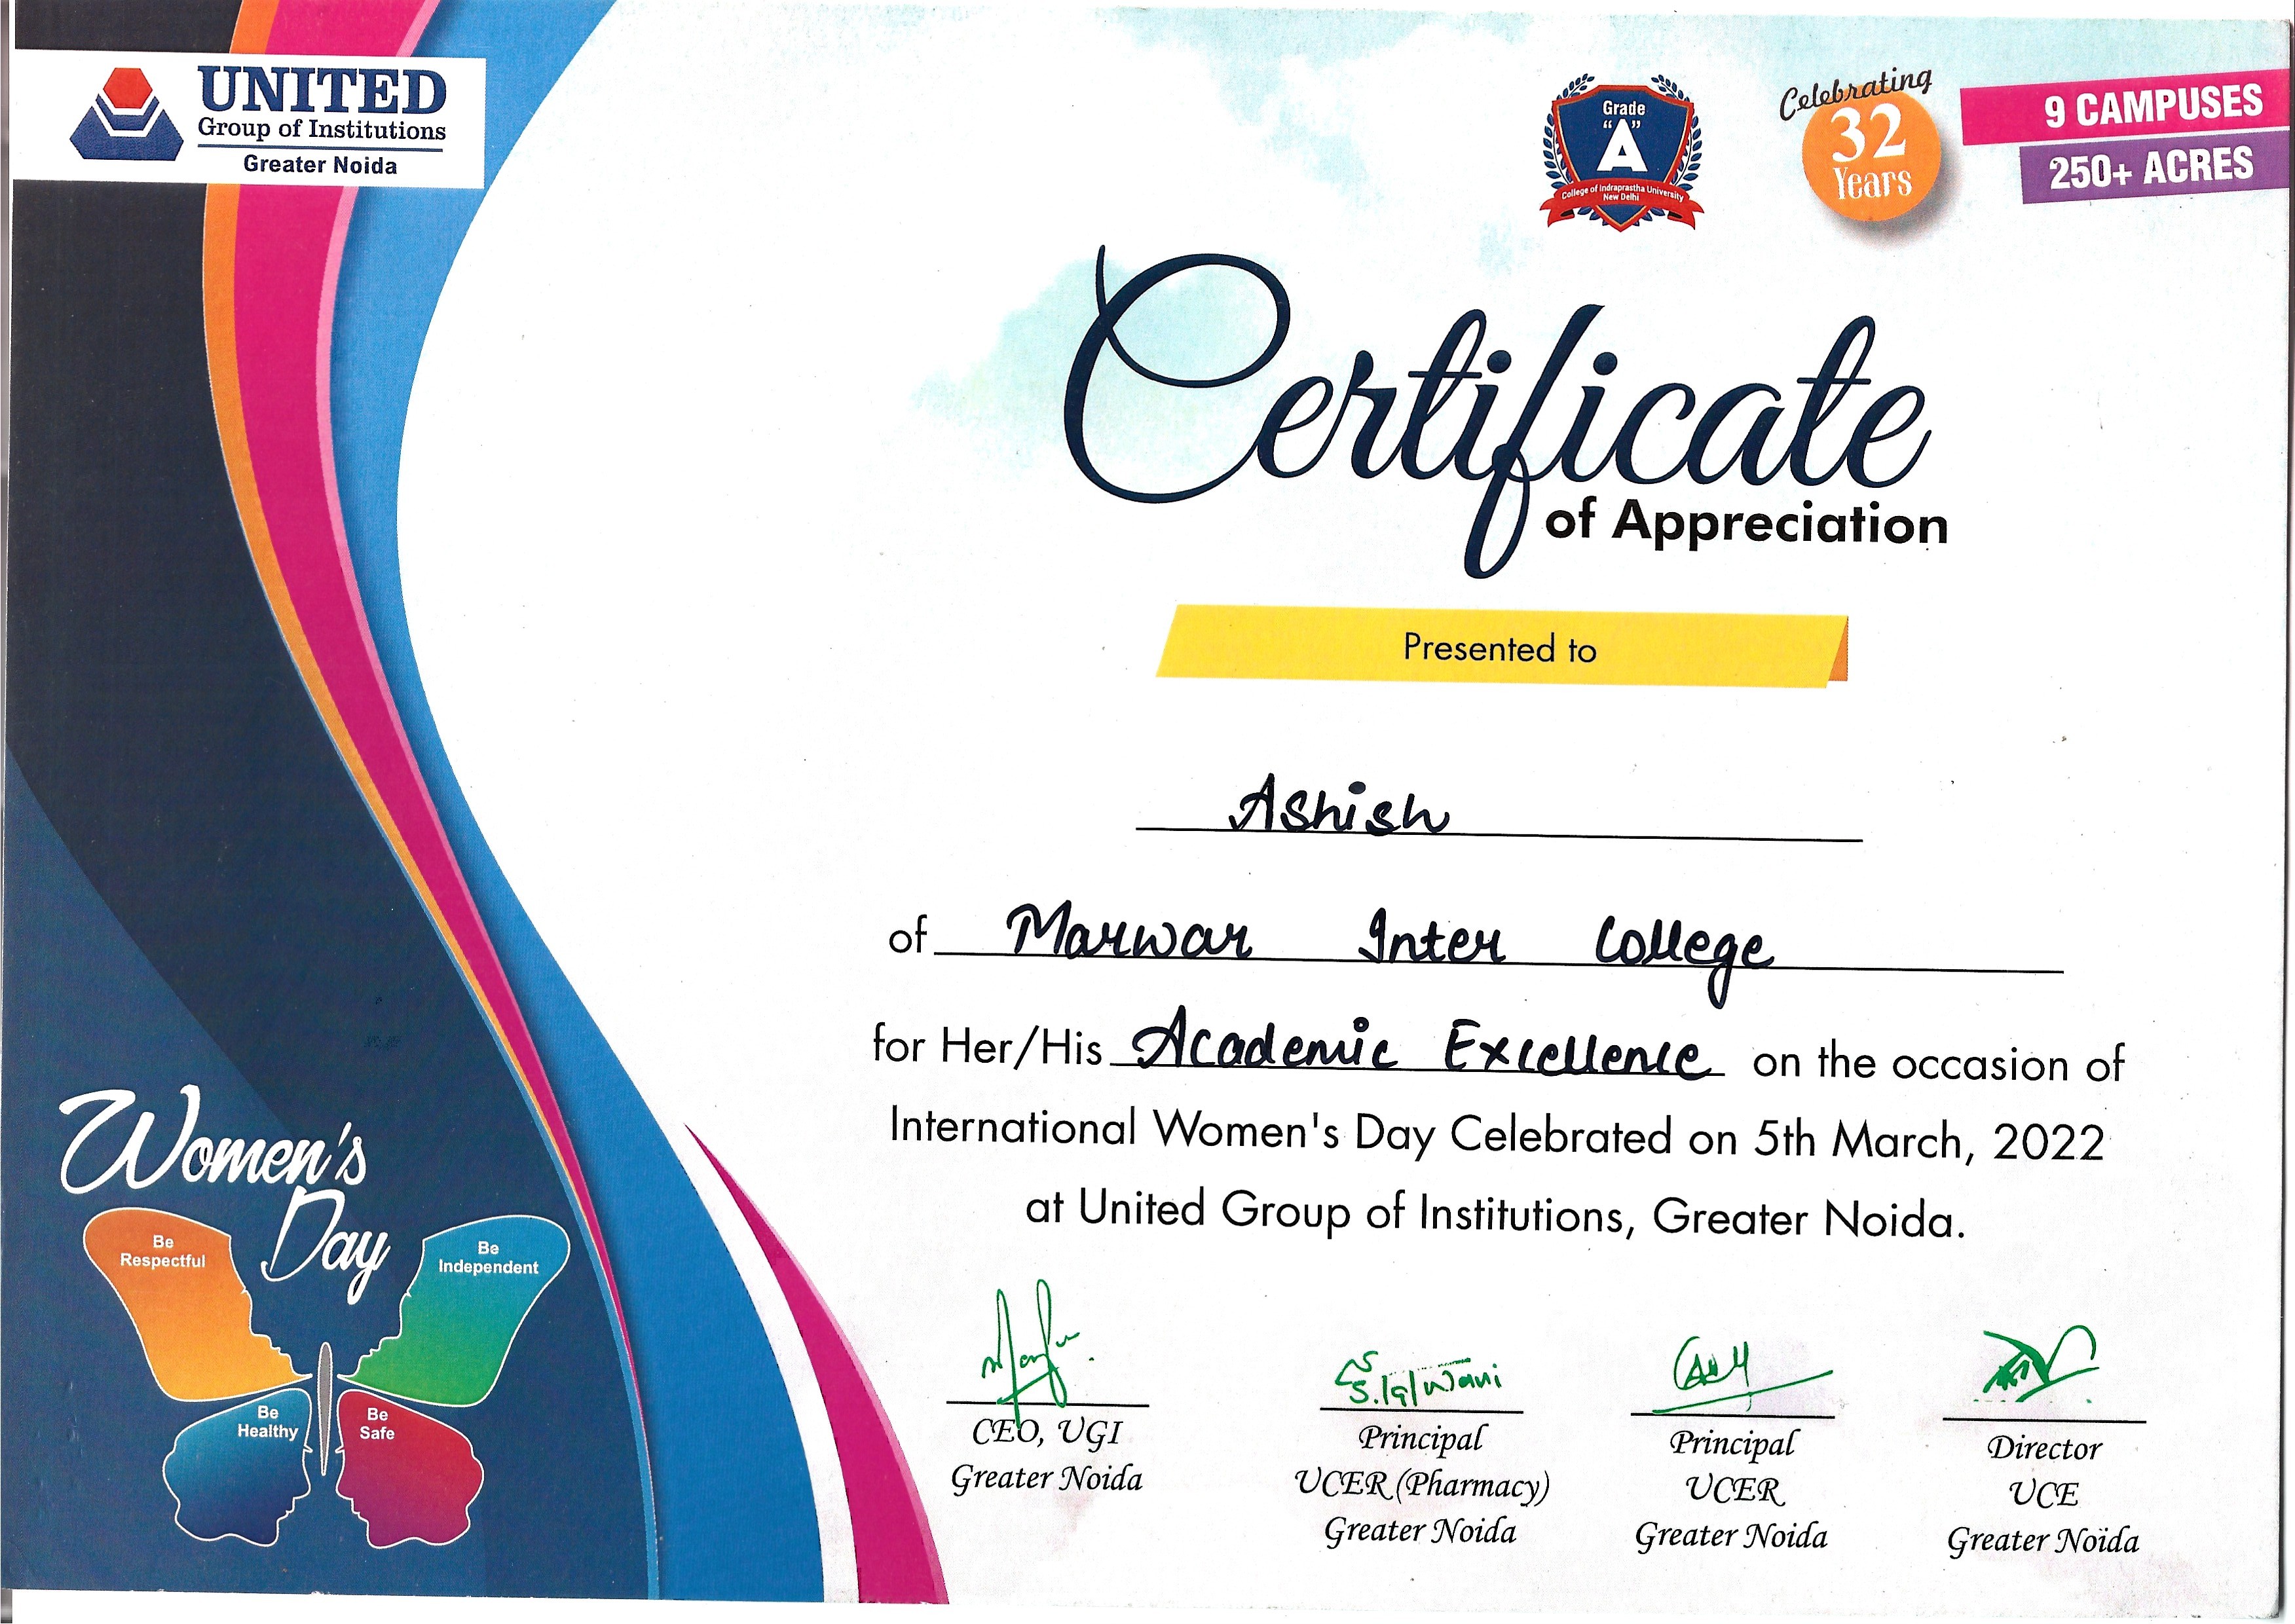 UNITED
Group of Institutions
Greater Noida
Grade
"A"
College of Indraprastha University
New Delhi
Celebrating
32
Years
9 CAMPUSES
250+ ACRES
Certificate
of Appreciation
Presented to
Ashish
of Marwar Inter College
for Her/His Academic Excellence on the occasion of
International Women's Day Celebrated on 5th March, 2022
at United Group of Institutions, Greater Noida.
Women's
Day
Be
Respectful
Be
Independent
Be
Healthy
Be
Safe
CEO, UGI
Greater Noida
Principal
UCER (Pharmacy)
Greater Noida
Principal
UCER
Greater Noida
Director
UCE
Greater Noida